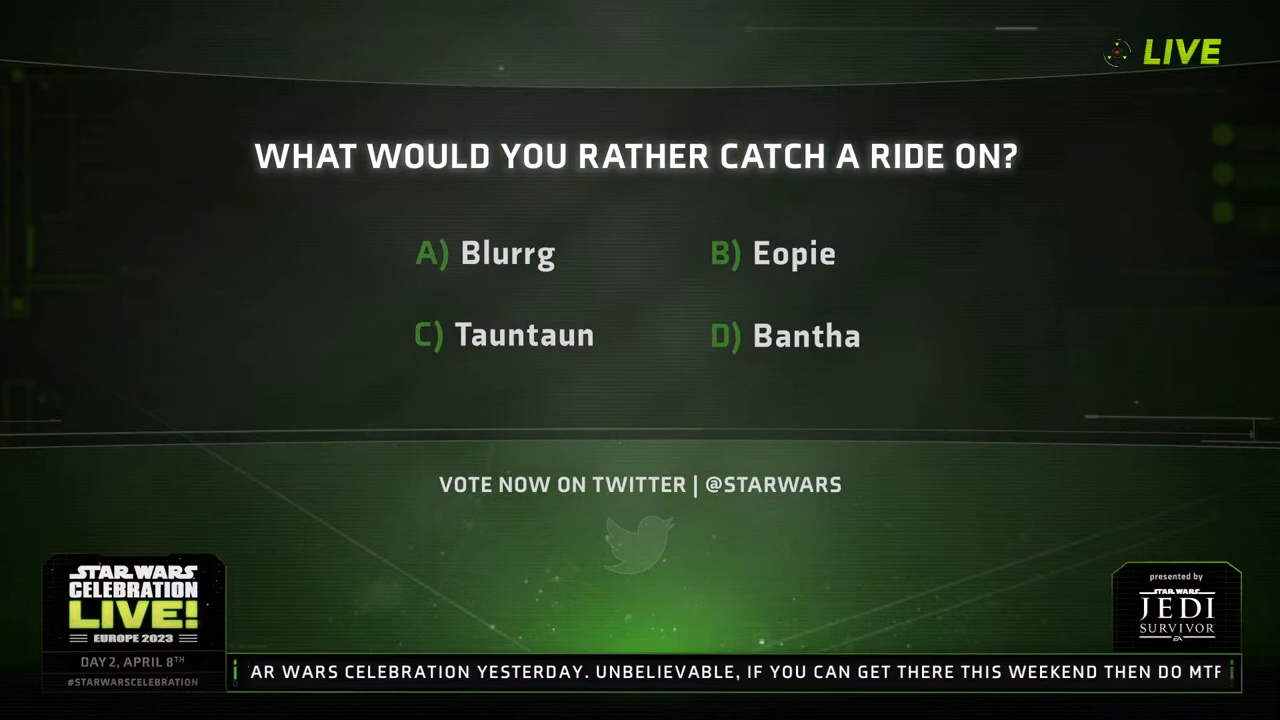 LIVE
WHAT WOULD YOU RATHER CATCH A RIDE ON?
A) Blurrg
B) Eopie
C) Tauntaun
D) Bantha
VOTE NOW ON TWITTER | @STARWARS
STAR WARS
CELEBRATION
LIVE!
EUROPE 2023
DAY 2, APRIL 8TH
#STARWARSCELEBRATION
presented by
STAR WARS
JEDI
SURVIVOR
EA
AR WARS CELEBRATION YESTERDAY. UNBELIEVABLE, IF YOU CAN GET THERE THIS WEEKEND THEN DO MTF